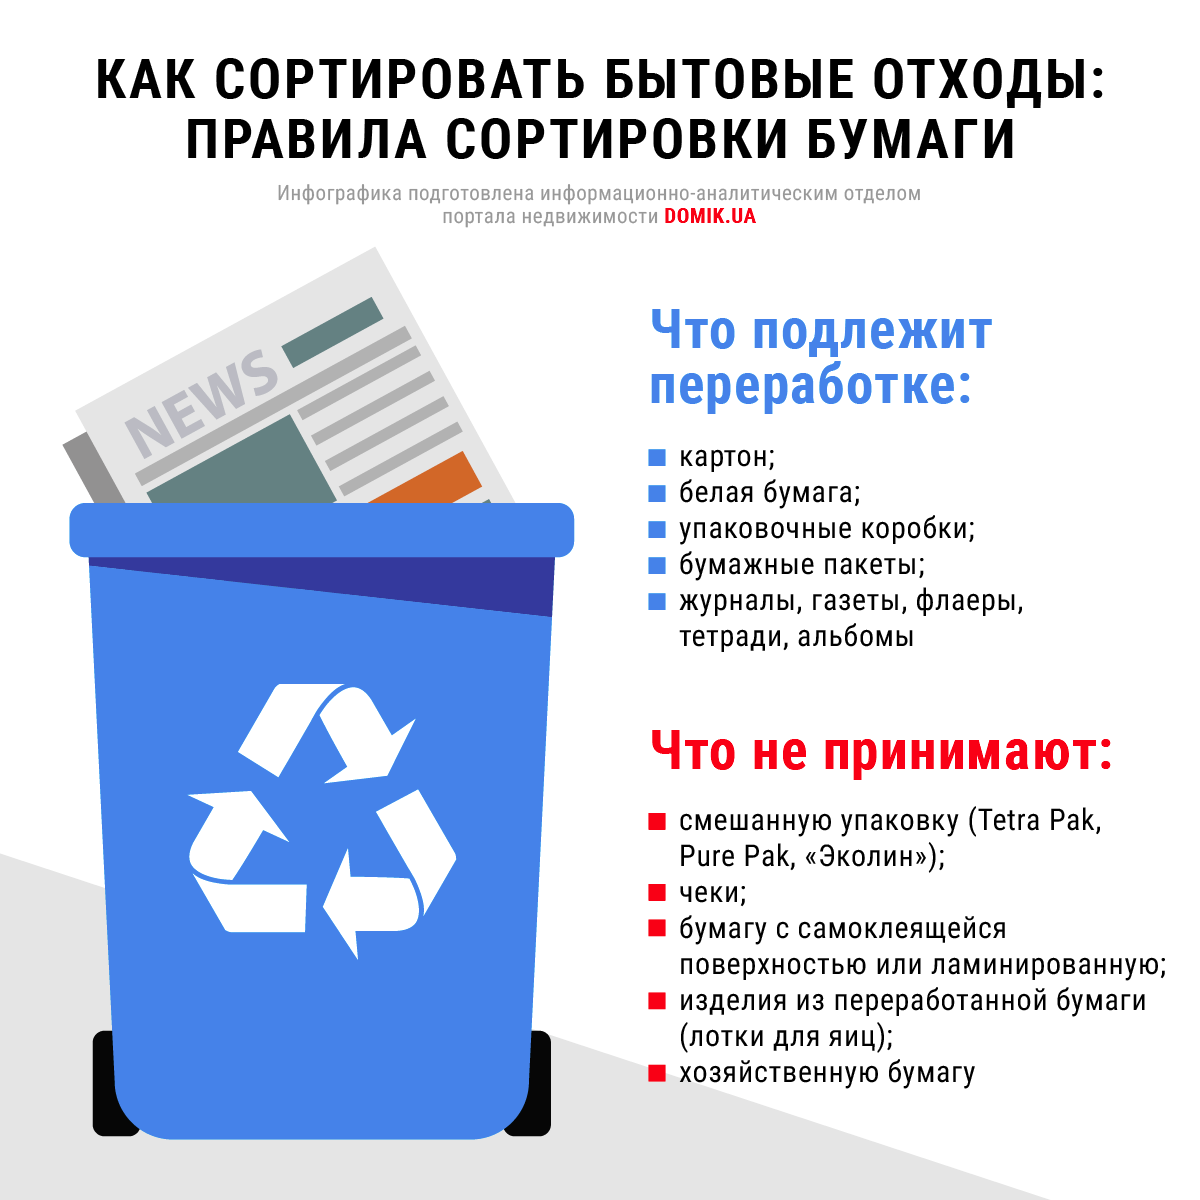 КАК СОРТИРОВАТЬ БЫТОВЫЕ ОТХОДЫ:
ПРАВИЛА СОРТИРОВКИ БУМАГИ
Инфографика подготовлена информационно-аналитическим отделом
портала недвижимости DOMIK.UA
NEWS
Что подлежит
переработке:
картон;
белая бумага;
упаковочные коробки;
бумажные пакеты;
журналы, газеты, флаеры,
тетради, альбомы
Что не принимают:
смешанную упаковку (Tetra Pak,
Pure Pak, «Эколин»);
чеки;
бумагу с самоклеящейся
поверхностью или ламинированную;
изделия из переработанной бумаги
(лотки для яиц);
хозяйственную бумагу